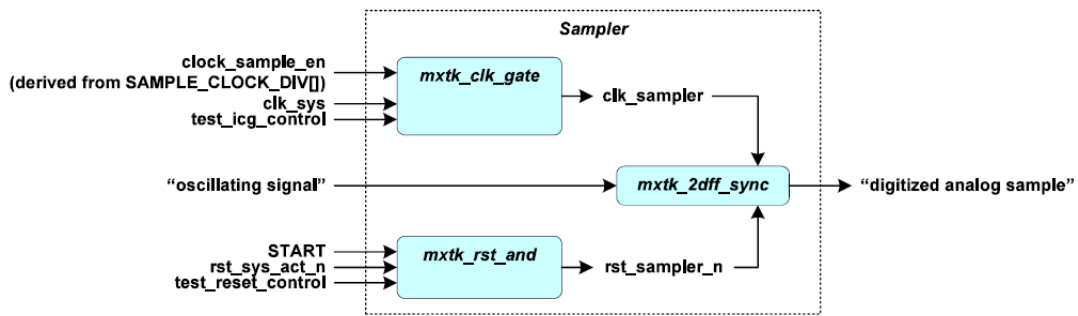 Sampler
clock_sample_en
(derived from SAMPLE_CLOCK_DIV[])
clk_sys
test_icg_control
mxtk_clk_gate
clk_sampler
“oscillating signal”
mxtk_2dff_sync
“digitized analog sample”
START
rst_sys_act_n
test_reset_control
mxtk_rst_and
rst_sampler_n